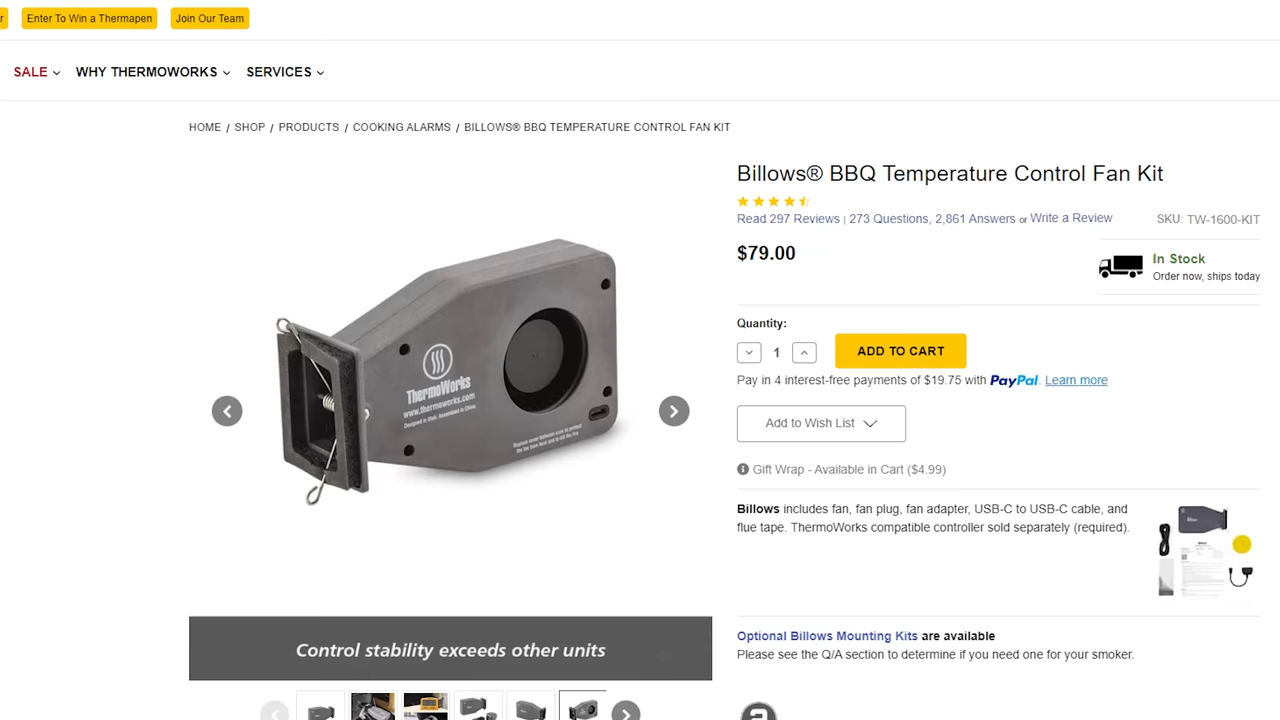 r
Enter To Win a Thermapen
Join Our Team
SALE
WHY THERMOWORKS
SERVICES
HOME / SHOP / PRODUCTS / COOKING ALARMS / BILLOWS® BBQ TEMPERATURE CONTROL FAN KIT
Billows® BBQ Temperature Control Fan Kit
Read 297 Reviews | 273 Questions, 2,861 Answers or Write a Review
SKU: TW-1600-KIT
$79.00
In Stock
Order now, ships today
Quantity:
1
ADD TO CART
Pay in 4 interest-free payments of $19.75 with PayPal. Learn more
Add to Wish List
Gift Wrap - Available in Cart ($4.99)
Billows includes fan, fan plug, fan adapter, USB-C to USB-C cable, and
flue tape. ThermoWorks compatible controller sold separately (required).
Optional Billows Mounting Kits are available
Please see the Q/A section to determine if you need one for your smoker.
ThermoWorks
www.thermoworks.com
Designed in Utah. Assembled in China.
Control stability exceeds other units